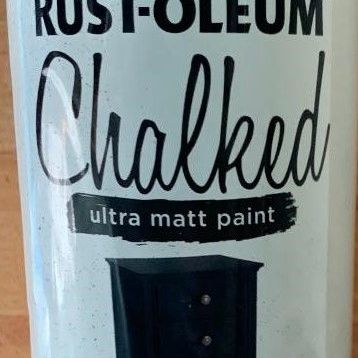 RUST-OLEUM
Chalked
ultra matt paint